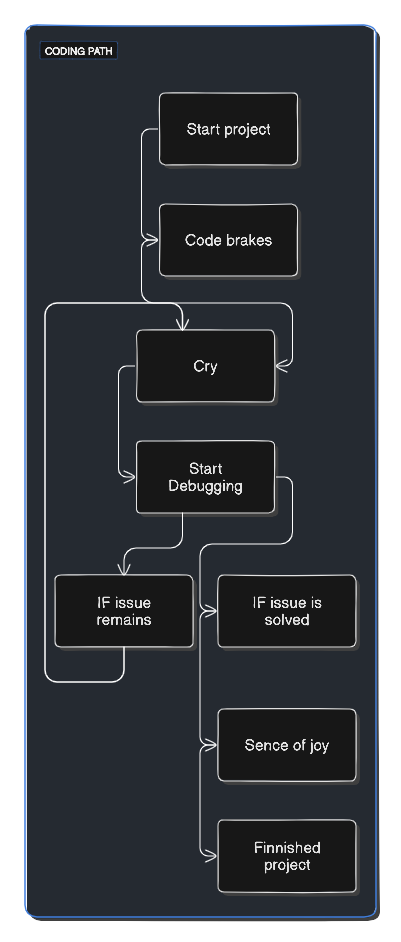 CODING PATH
Start project
Code brakes
Cry
Start
Debugging
IF issue
remains
IF issue is
solved
Sence of joy
Finnished
project